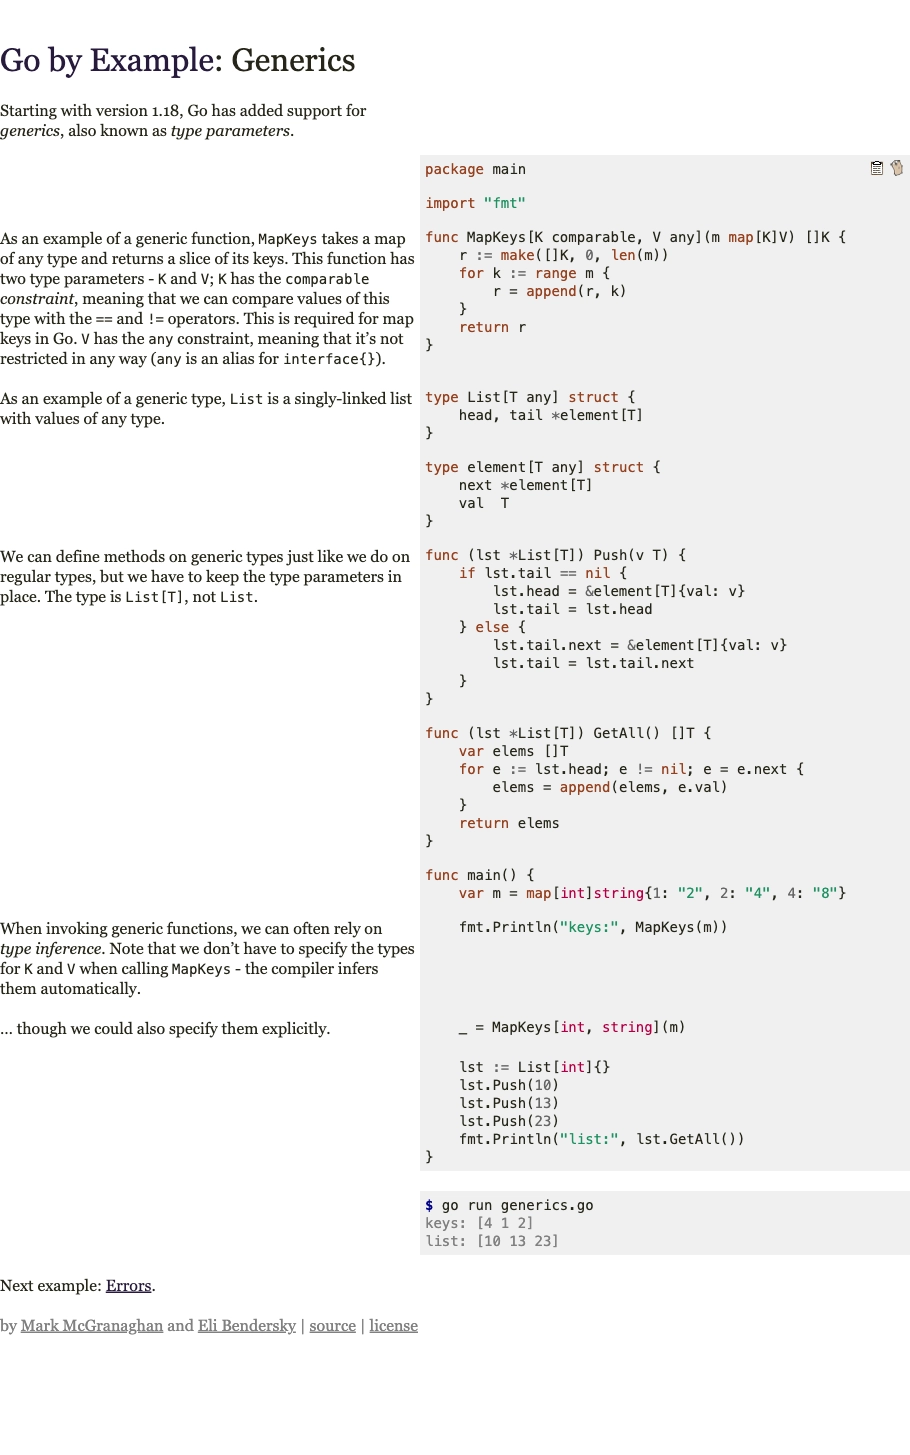 Go by Example: Generics
Starting with version 1.18, Go has added support for
generics, also known as type parameters.
package main
import "fmt"
As an example of a generic function, MapKeys takes a map
of any type and returns a slice of its keys. This function has
two type parameters - K and V; K has the comparable
constraint, meaning that we can compare values of this
type with the == and != operators. This is required for map
keys in Go. V has the any constraint, meaning that it’s not
restricted in any way (any is an alias for interface{}).
func MapKeys[K comparable, V any](m map[K]V) []K {
    r := make([]K, 0, len(m))
    for k := range m {
        r = append(r, k)
    }
    return r
}
As an example of a generic type, List is a singly-linked list
with values of any type.
type List[T any] struct {
    head, tail *element[T]
}
type element[T any] struct {
    next *element[T]
    val  T
}
We can define methods on generic types just like we do on
regular types, but we have to keep the type parameters in
place. The type is List[T], not List.
func (lst *List[T]) Push(v T) {
    if lst.tail == nil {
        lst.head = &element[T]{val: v}
        lst.tail = lst.head
    } else {
        lst.tail.next = &element[T]{val: v}
        lst.tail = lst.tail.next
    }
}
func (lst *List[T]) GetAll() []T {
    var elems []T
    for e := lst.head; e != nil; e = e.next {
        elems = append(elems, e.val)
    }
    return elems
}
func main() {
    var m = map[int]string{1: "2", 2: "4", 4: "8"}
When invoking generic functions, we can often rely on
type inference. Note that we don’t have to specify the types
for K and V when calling MapKeys - the compiler infers
them automatically.
    fmt.Println("keys:", MapKeys(m))
… though we could also specify them explicitly.
    _ = MapKeys[int, string](m)
    lst := List[int]{}
    lst.Push(10)
    lst.Push(13)
    lst.Push(23)
    fmt.Println("list:", lst.GetAll())
}
$ go run generics.go
keys: [4 1 2]
list: [10 13 23]
Next example: Errors.
by Mark McGranaghan and Eli Bendersky | source | license